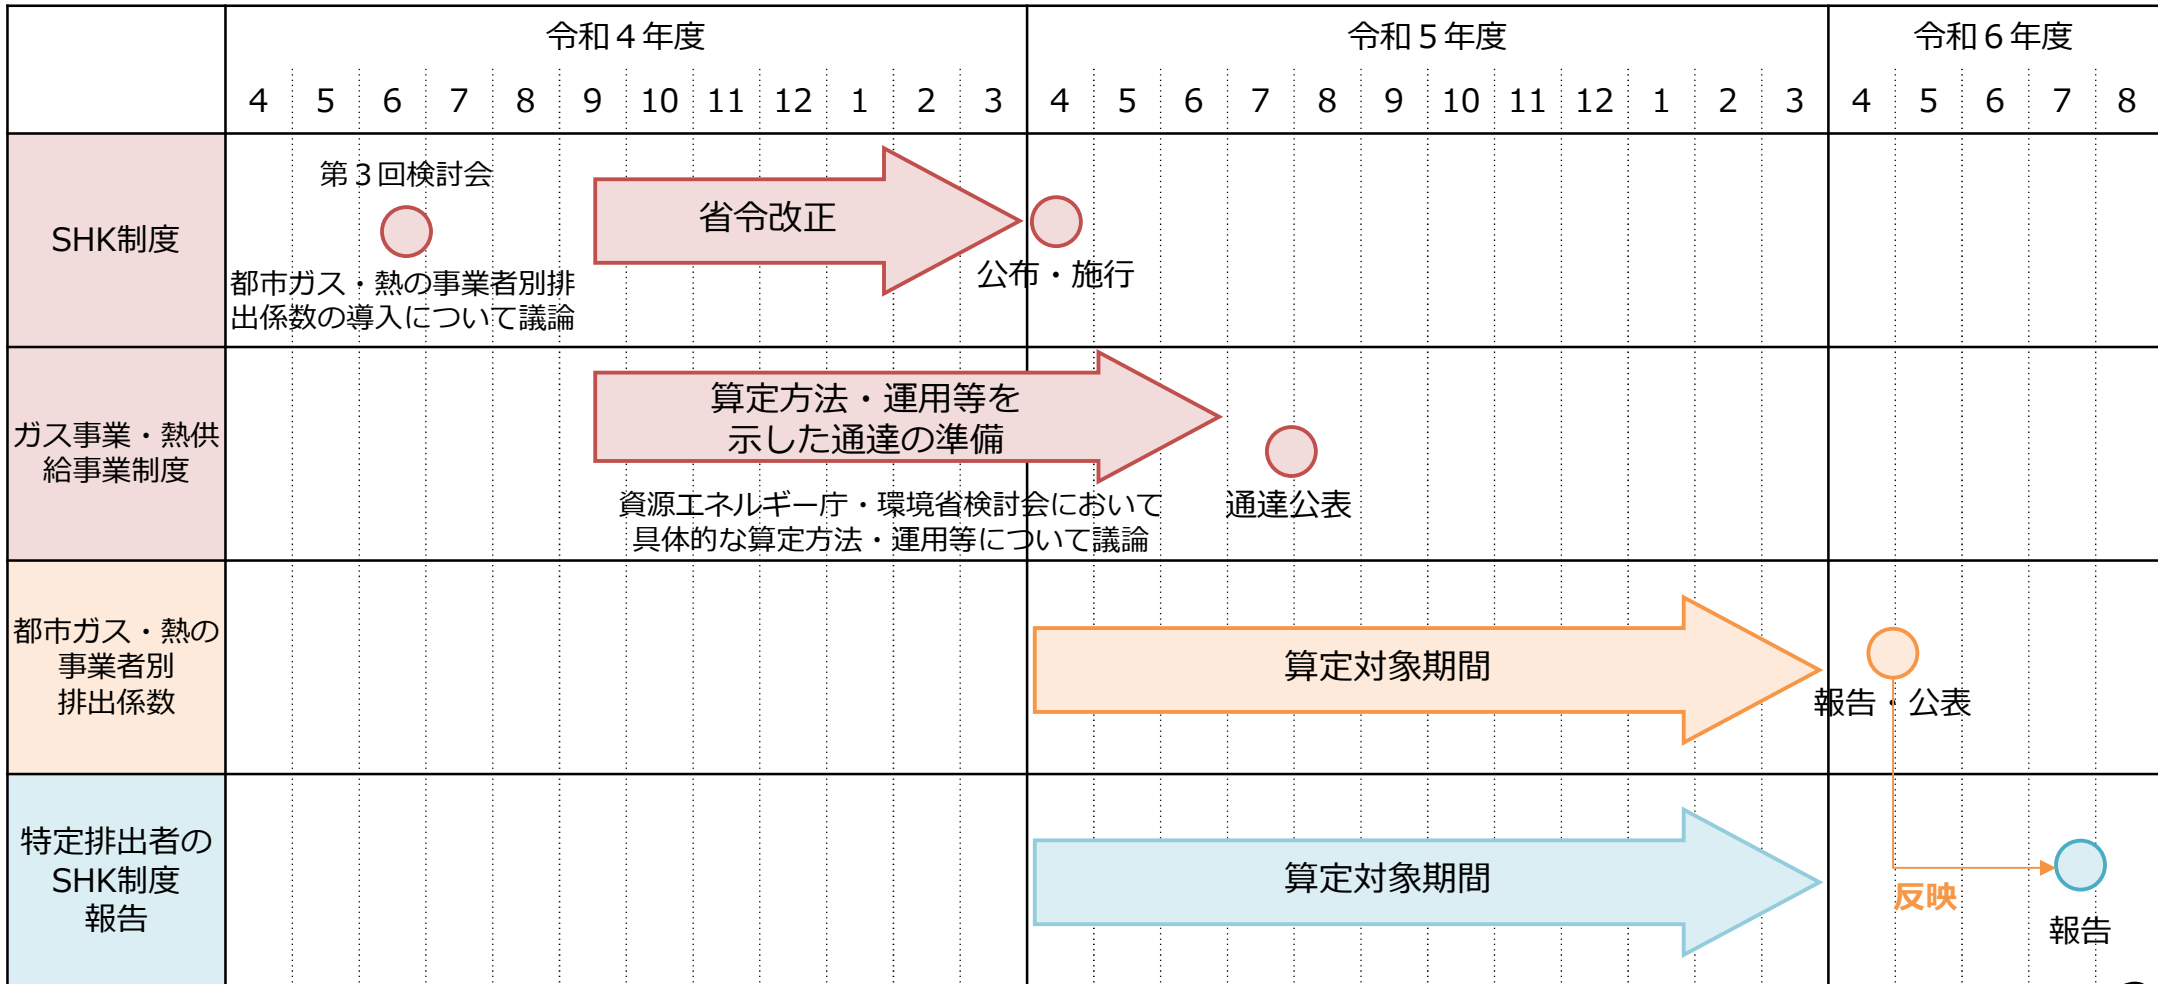 令和４年度
令和５年度
令和６年度
4 5 6 7 8 9 10 11 12 1 2 3 4 5 6 7 8 9 10 11 12 1 2 3 4 5 6 7 8
SHK制度
第３回検討会
都市ガス・熱の事業者別排
出係数の導入について議論
省令改正
公布・施行
ガス事業・熱供
給事業制度
算定方法・運用等を
示した通達の準備
資源エネルギー庁・環境省検討会において
具体的な算定方法・運用等について議論
通達公表
都市ガス・熱の
事業者別
排出係数
算定対象期間
報告・公表
特定排出者の
SHK制度
報告
算定対象期間
反映
報告